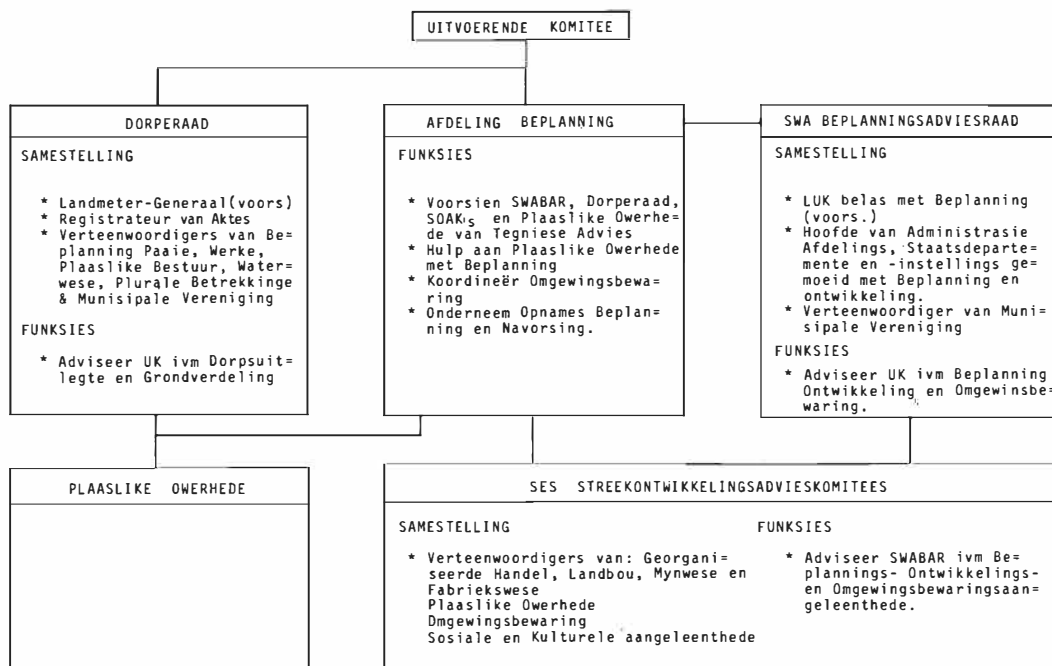 UITVOERENDE KOMITEE
DORPERAAD
SAMESTELLING
* Landmeter-Generaal(voors)
* Registrateur van Aktes
* Verteenwoordigers van Be=
planning Paaie, Werke,
Plaaslike Bestuur, Water=
wese, Plurale Betrekkinge
& Munisipale Vereniging
FUNKSIES
* Adviseer UK ivm Dorpsuit=
legte en Grondverdeling
AFDELING BEPLANNING
FUNKSIES
* Voorsien SWABAR, Dorperaad,
SOAK's en Plaaslike Owerhe=
de van Tegniese Advies
* Hulp aan Plaaslike Owerhede
met Beplanning
* Koordineër Omgewingsbewa=
ring
* Onderneem Opnames Beplan=
ning en Navorsing.
SWA BEPLANNINGSADVIESRAAD
SAMESTELLING
* LUK belas met Beplanning
(voors.)
* Hoofde van Administrasie
Afdelings, Staatsdeparte=
mente en -instellings ge=
moeid met Beplanning en
ontwikkeling.
* Verteenwoordiger van Muni=
sipale Vereniging
FUNKSIES
* Adviseer UK ivm Beplanning
Ontwikkeling en Omgewinsbe=
waring.
PLAASLIKE OWERHEDE
SES STREEKONTWIKKELINGSADVIESKOMITEES
SAMESTELLING
* Verteenwoordigers van: Georgani=
seerde Handel, Landbou, Mynwese en
Fabriekswese
Plaaslike Owerhede
Dmgewingsbewaring
Sosiale en Kulturele aangeleenthede
FUNKSIES
* Adviseer SWABAR ivm Be=
plannings- Ontwikkelings-
en Omgewingsbewaringsaan=
geleenthede.